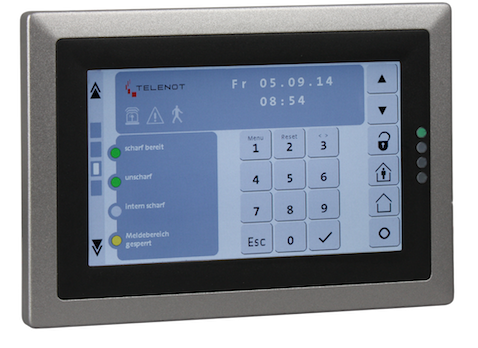 TELENOT
Fr 05.09.14
08:54
scharf bereit
unscharf
Intern scharf
Meldebereich
gesperrt
Menu Reset < >
1 2 3
4 5 6
7 8 9
Esc 0